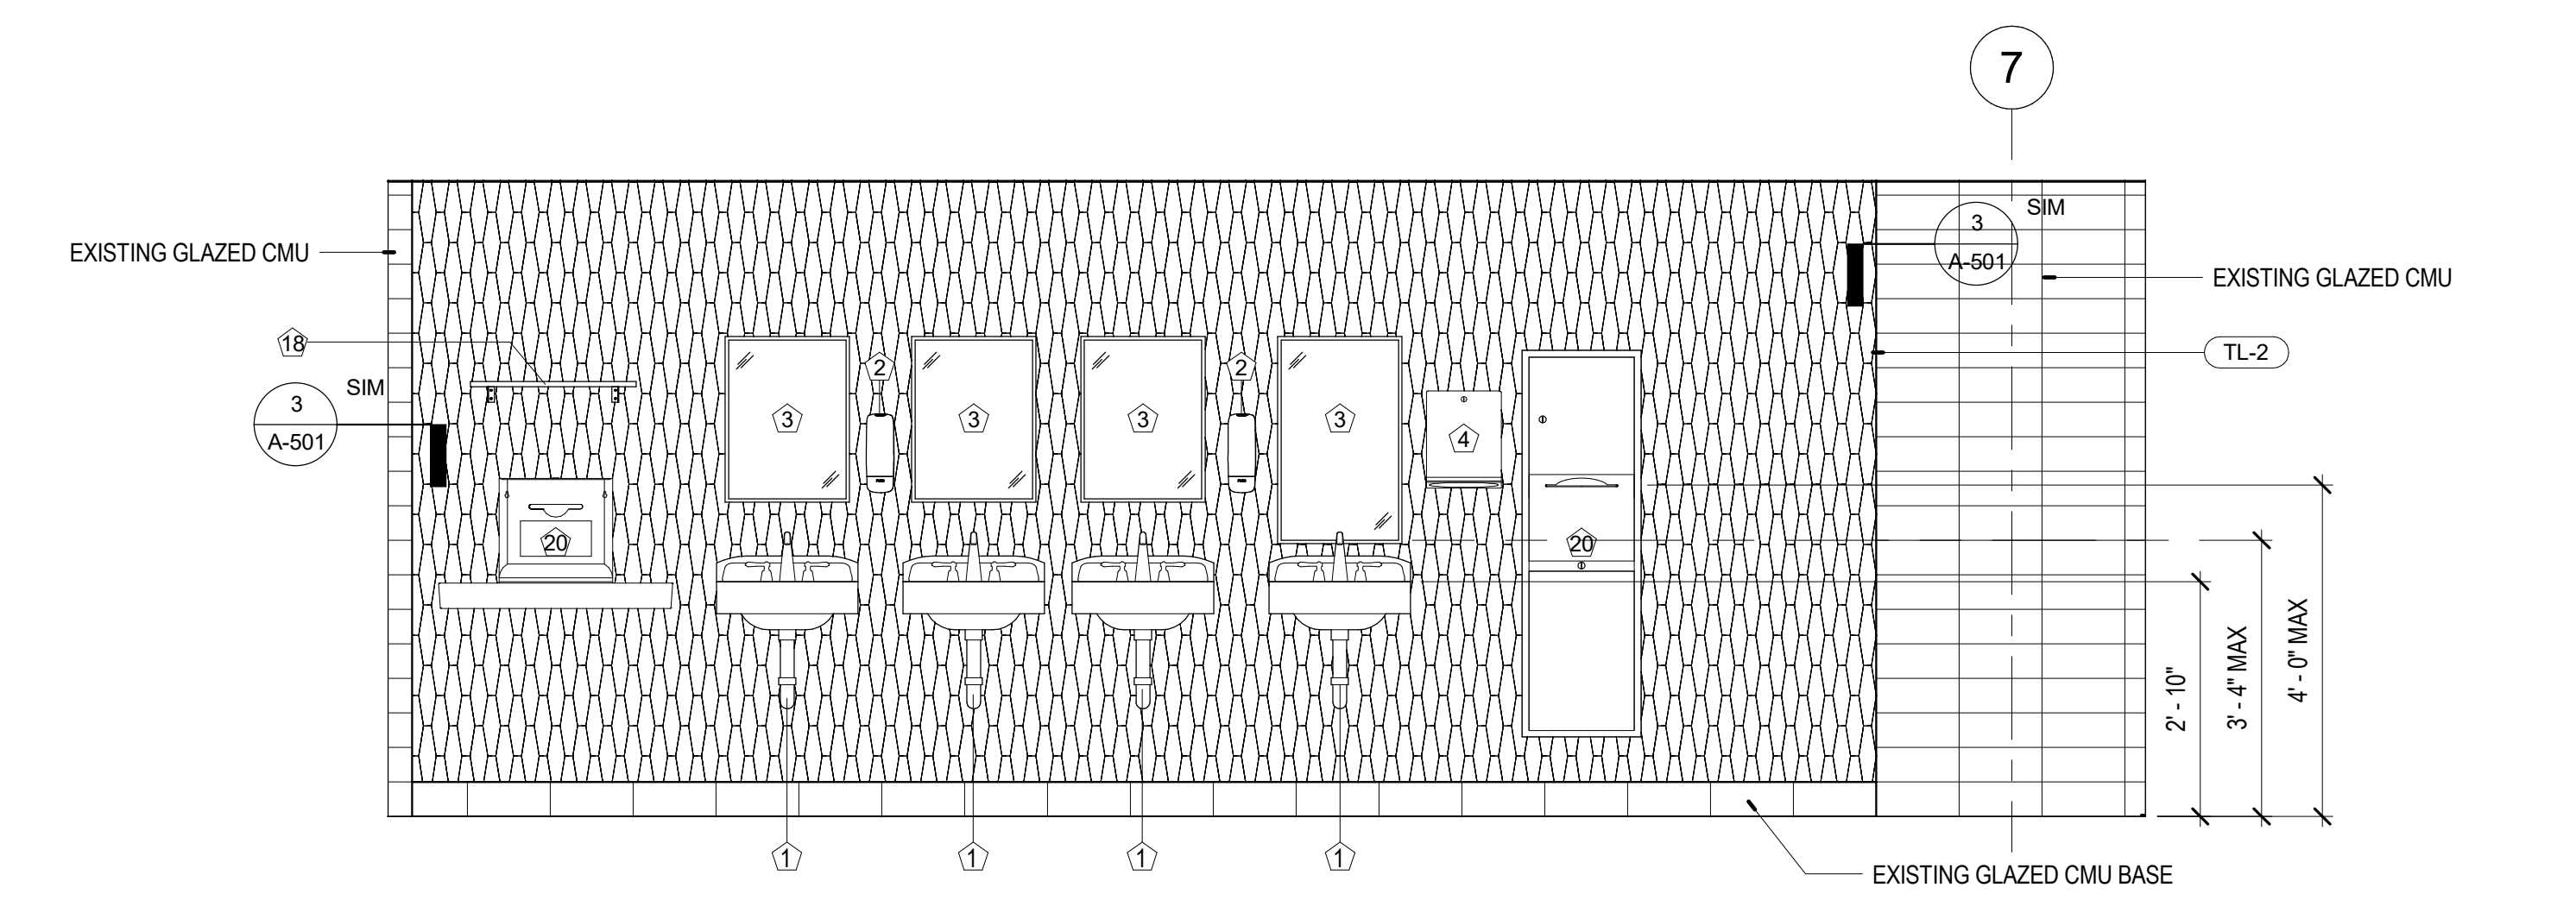 7
SIM
3
A-501
EXISTING GLAZED CMU
EXISTING GLAZED CMU
18
TL-2
SIM
3
A-501
2
2
3
3
3
3
4
20
20
2' - 10"
3' - 4" MAX
4' - 0" MAX
1
1
1
1
EXISTING GLAZED CMU BASE